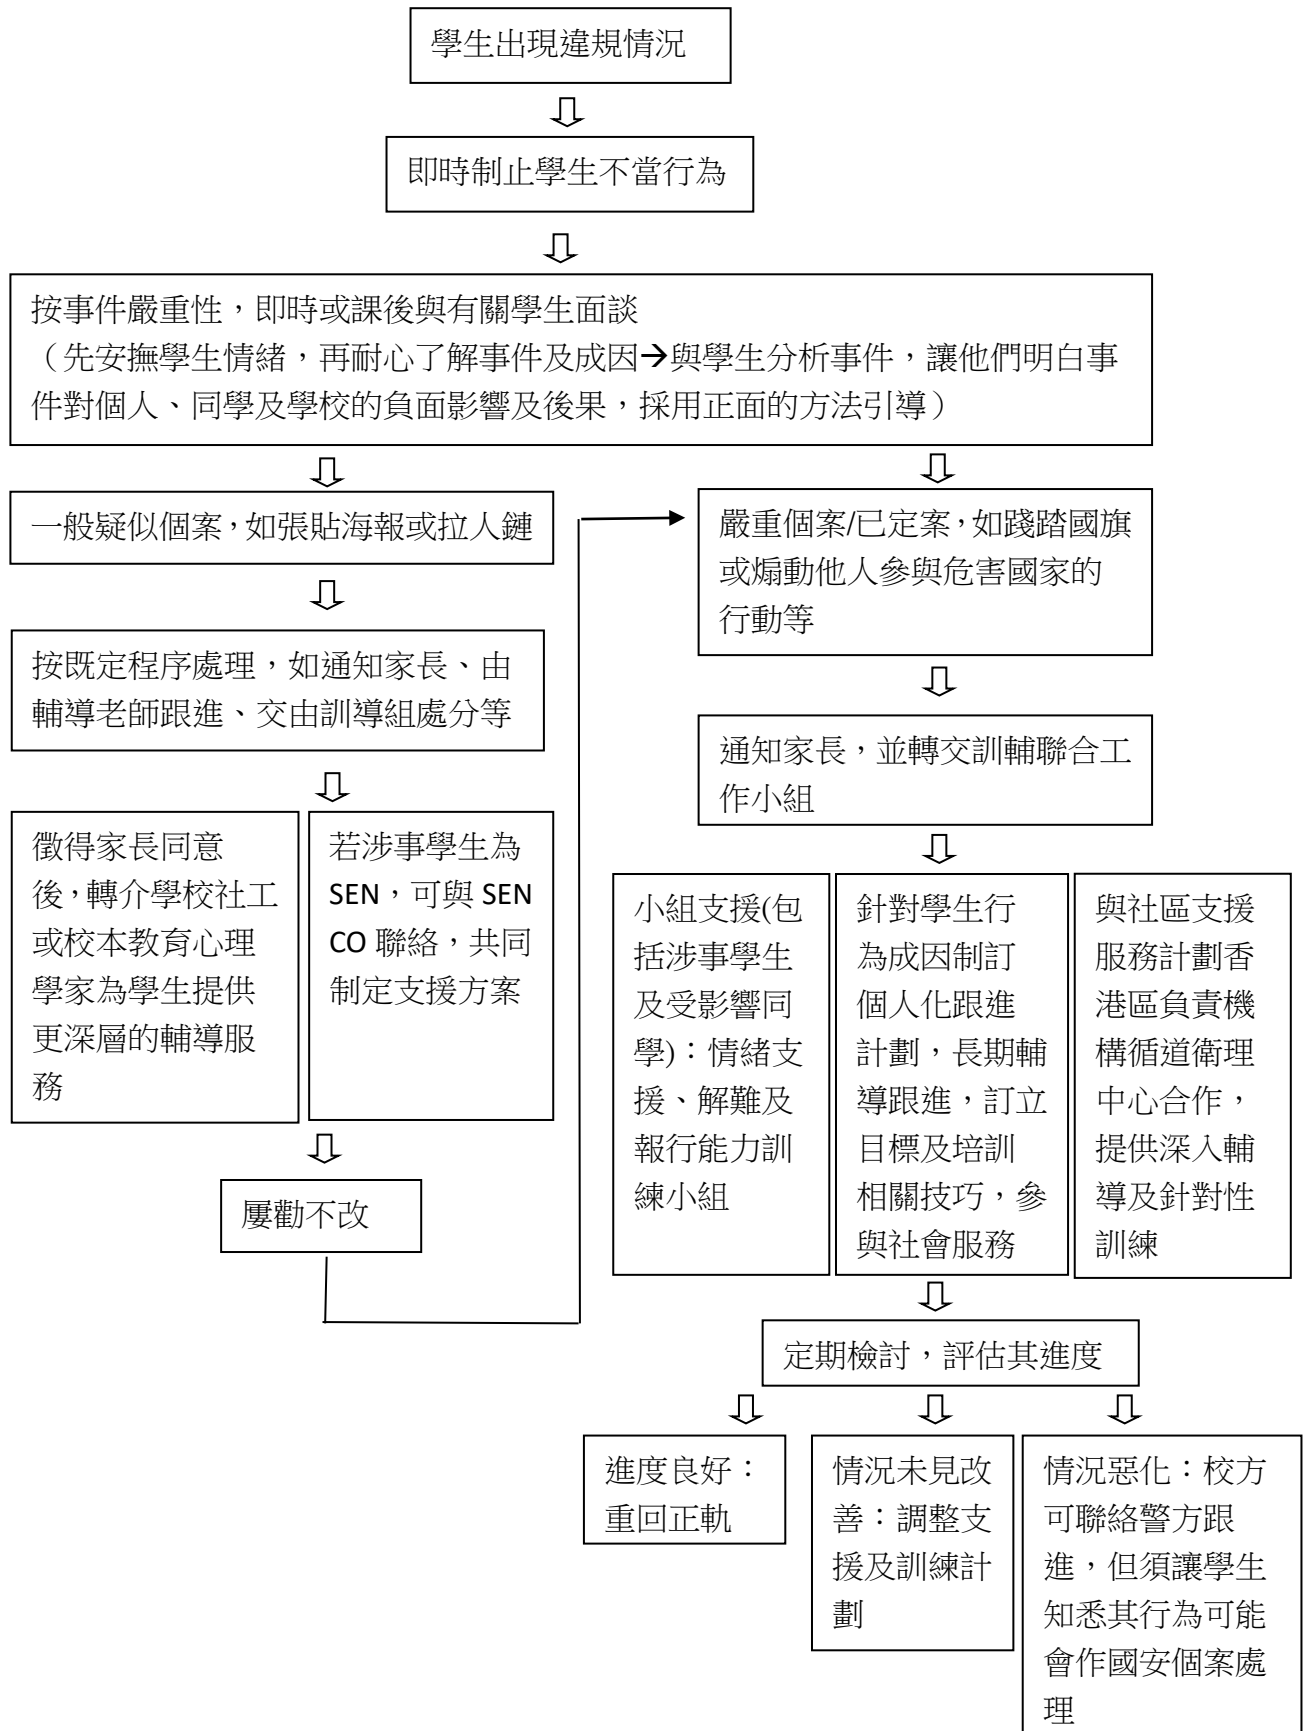 學生出現違規情況
即時制止學生不當行為
按事件嚴重性，即時或課後與有關學生面談
（先安撫學生情緒，再耐心了解事件及成因→與學生分析事件，讓他們明白事
件對個人、同學及學校的負面影響及後果，採用正面的方法引導）
一般疑似個案，如張貼海報或拉人鏈
按既定程序處理，如通知家長、由
輔導老師跟進、交由訓導組處分等
徵得家長同意
後，轉介學校社工
或校本教育心理
學家為學生提供
更深層的輔導服
務
若涉事學生為
SEN，可與 SEN
CO 聯絡，共同
制定支援方案
屢勸不改
嚴重個案/已定案，如踐踏國旗
或煽動他人參與危害國家的
行動等
通知家長，並轉交訓輔聯合工
作小組
小組支援(包
括涉事學生
及受影響同
學)：情緒支
援、解難及
報行能力訓
練小組
針對學生行
為成因制訂
個人化跟進
計劃，長期輔
導跟進，訂立
目標及培訓
相關技巧，參
與社會服務
與社區支援
服務計劃香
港區負責機
構循道衛理
中心合作，
提供深入輔
導及針對性
訓練
定期檢討，評估其進度
進度良好：
重回正軌
情況未見改
善：調整支
援及訓練計
劃
情況惡化：校方
可聯絡警方跟
進，但須讓學生
知悉其行為可能
會作國安個案處
理